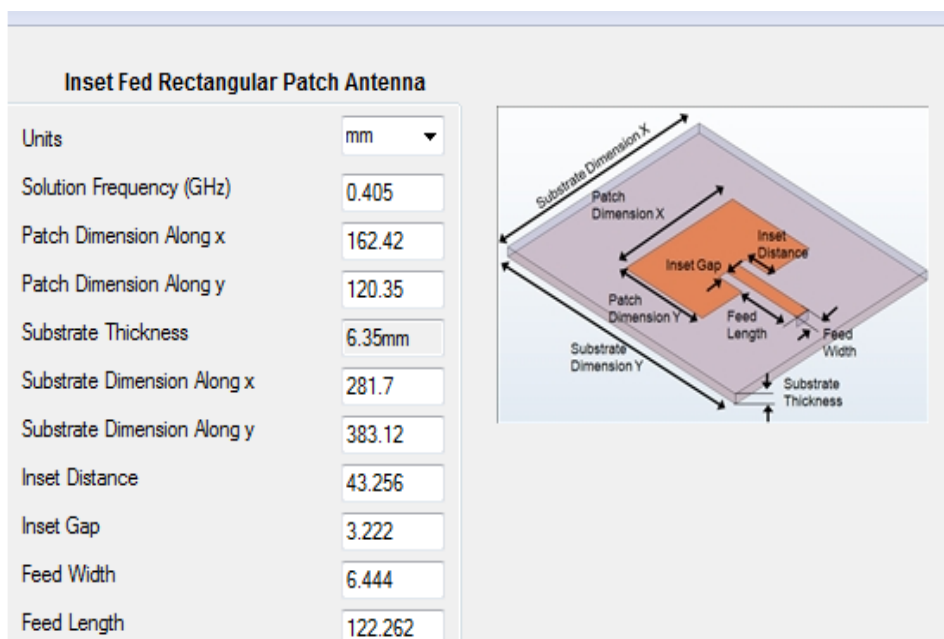 Inset Fed Rectangular Patch Antenna
Units mm
Solution Frequency (GHz) 0.405
Patch Dimension Along x 162.42
Patch Dimension Along y 120.35
Substrate Thickness 6.35mm
Substrate Dimension Along x 281.7
Substrate Dimension Along y 383.12
Inset Distance 43.256
Inset Gap 3.222
Feed Width 6.444
Feed Length 122.262
Substrate Dimension X
Patch
Dimension X
Inset
Distance
Inset Gap
Patch
Dimension Y
Feed
Length
Feed
Width
Substrate
Dimension Y
Substrate
Thickness